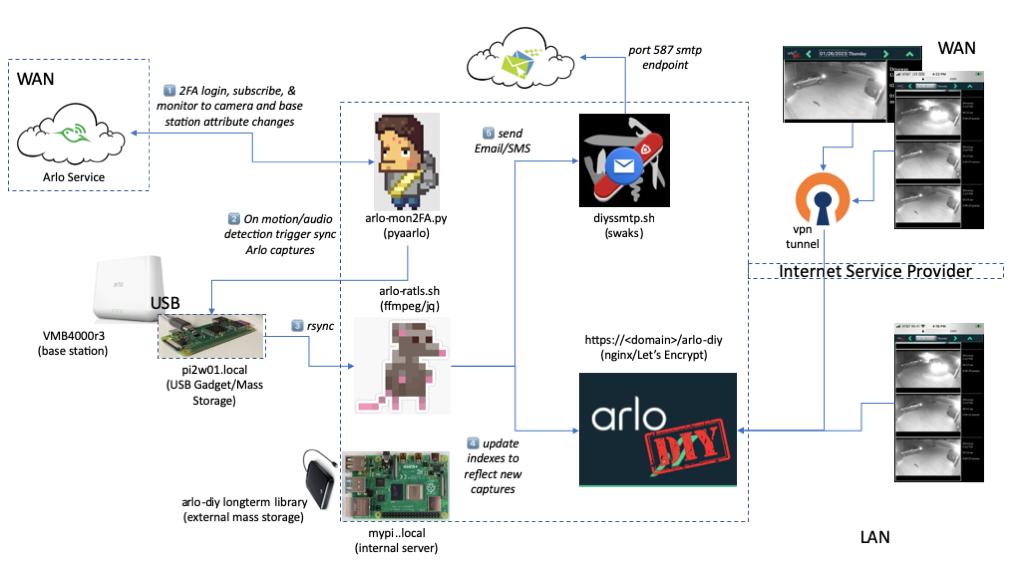 WAN
1 2FA login, subscribe, &
monitor to camera and base
station attribute changes
Arlo Service
port 587 smtp
endpoint
WAN
01/26/2023 Thursday
5 send
Email/SMS
arlo-mon2FA.py
(pyaarlo)
diyssmtp.sh
(swaks)
vpn
tunnel
2 On motion/audio
detection trigger sync
Arlo captures
Internet Service Provider
arlo
USB
VMB4000r3
(base station)
arlo-ratls.sh
(ffmpeg/jq)
3 rsync
pi2w01.local
(USB Gadget/Mass
Storage)
https://<domain>/arlo-diy
(nginx/Let's Encrypt)
arlo
DIY
4 update
indexes to
reflect new
captures
arlo-diy longterm library
(external mass storage)
mypi..local
(internal server)
LAN